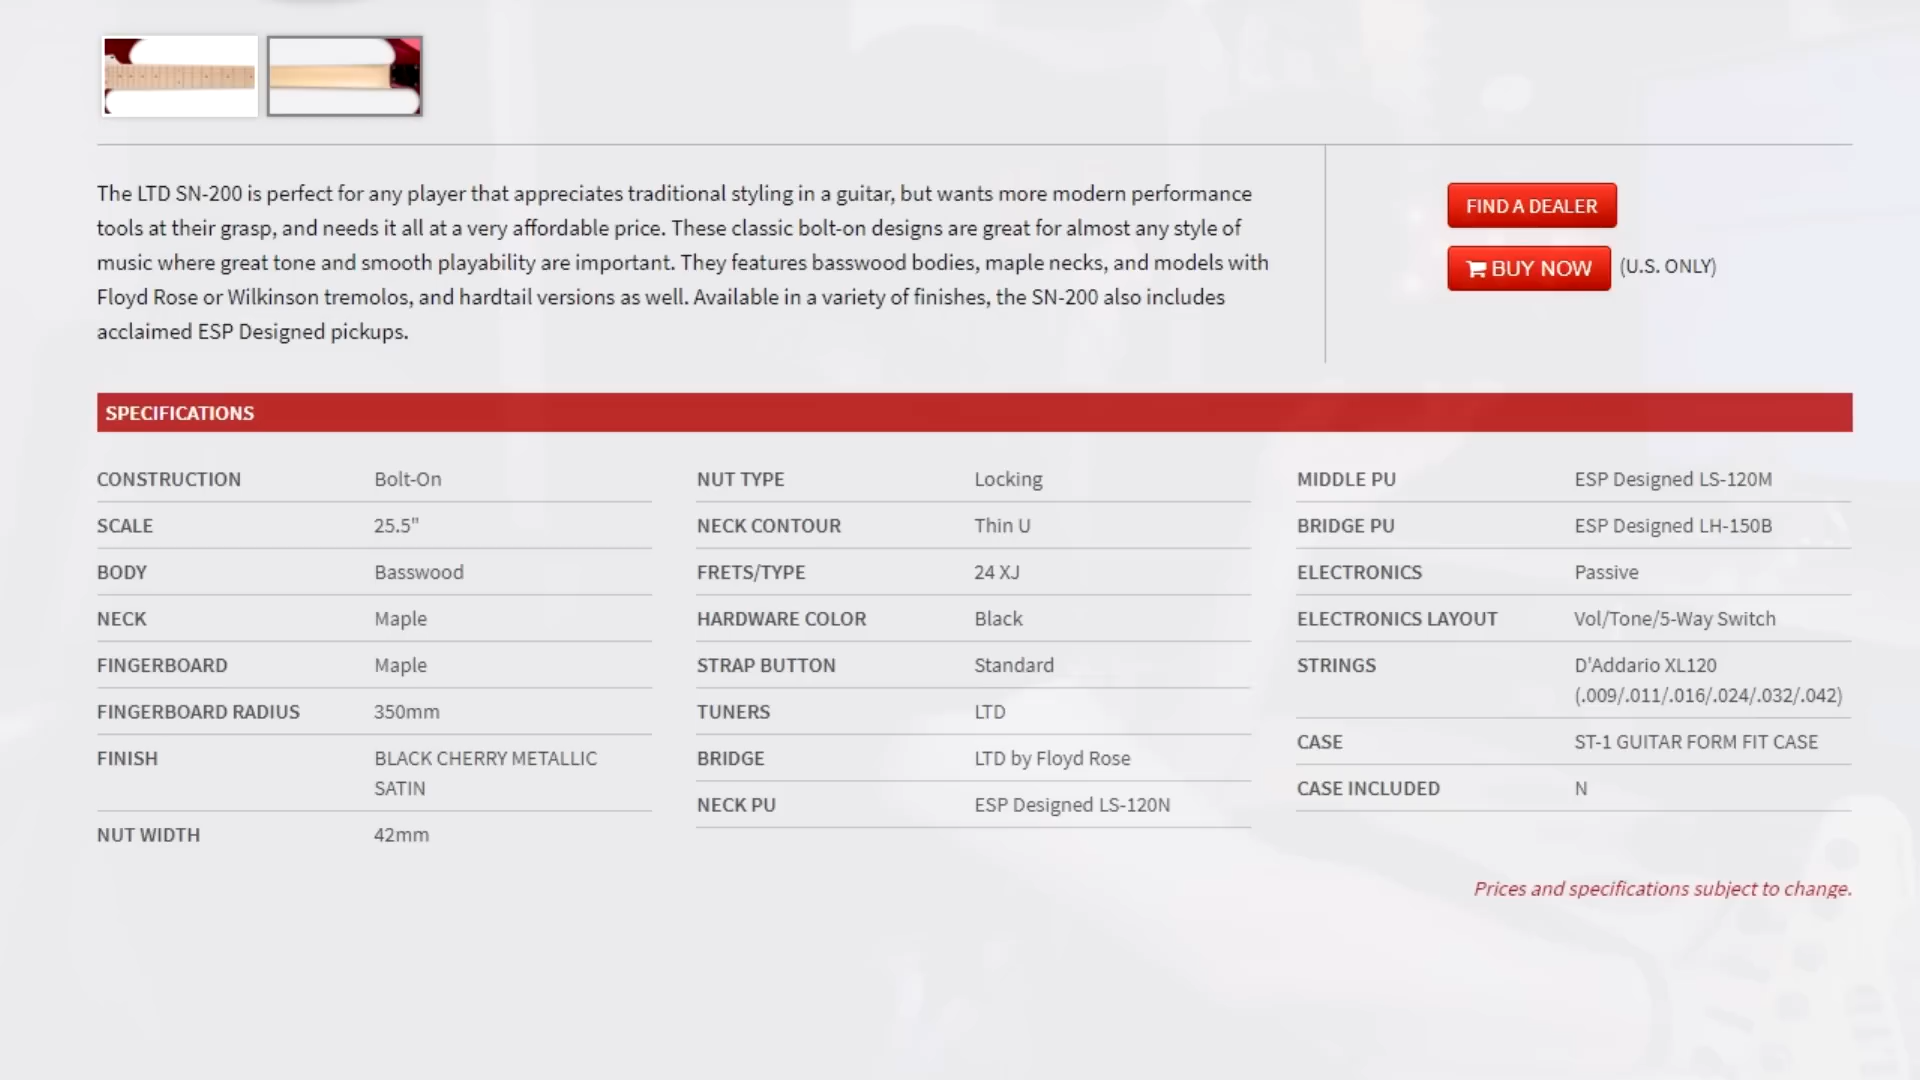 The LTD SN-200 is perfect for any player that appreciates traditional styling in a guitar, but wants more modern performance
tools at their grasp, and needs it all at a very affordable price. These classic bolt-on designs are great for almost any style of
music where great tone and smooth playability are important. They features basswood bodies, maple necks, and models with
Floyd Rose or Wilkinson tremolos, and hardtail versions as well. Available in a variety of finishes, the SN-200 also includes
acclaimed ESP Designed pickups.
FIND A DEALER
BUY NOW (U.S. ONLY)
SPECIFICATIONS
CONSTRUCTION Bolt-On
SCALE 25.5"
BODY Basswood
NECK Maple
FINGERBOARD Maple
FINGERBOARD RADIUS 350mm
FINISH BLACK CHERRY METALLIC
SATIN
NUT WIDTH 42mm
NUT TYPE Locking
NECK CONTOUR Thin U
FRETS/TYPE 24 XJ
HARDWARE COLOR Black
STRAP BUTTON Standard
TUNERS LTD
BRIDGE LTD by Floyd Rose
NECK PU ESP Designed LS-120N
MIDDLE PU ESP Designed LS-120M
BRIDGE PU ESP Designed LH-150B
ELECTRONICS Passive
ELECTRONICS LAYOUT Vol/Tone/5-Way Switch
STRINGS D'Addario XL120
(.009/.011/.016/.024/.032/.042)
CASE ST-1 GUITAR FORM FIT CASE
CASE INCLUDED N
Prices and specifications subject to change.